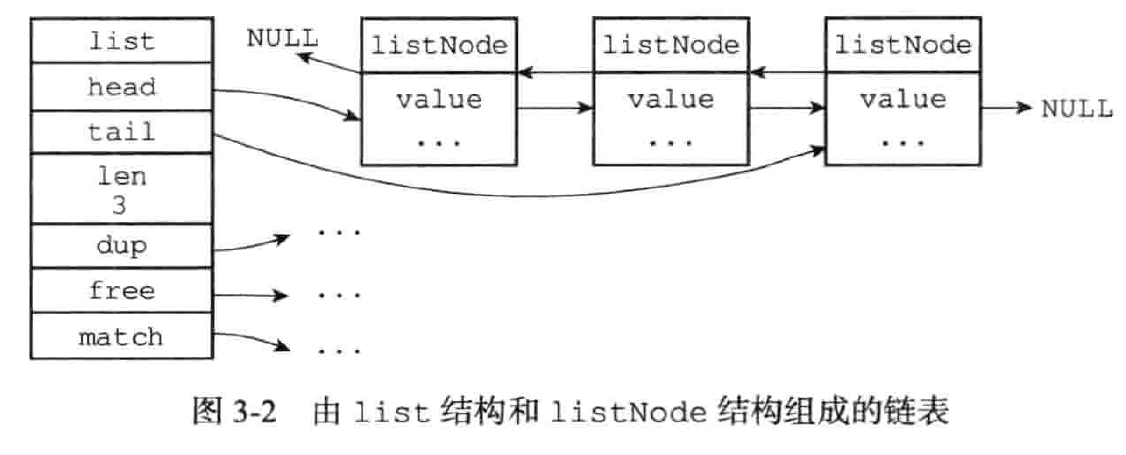 list
head
tail
len
3
dup
free
match
NULL
listNode
value
...
listNode
value
...
listNode
value
...
NULL
...
...
...
图 3-2 由 list 结构和 listNode 结构组成的链表